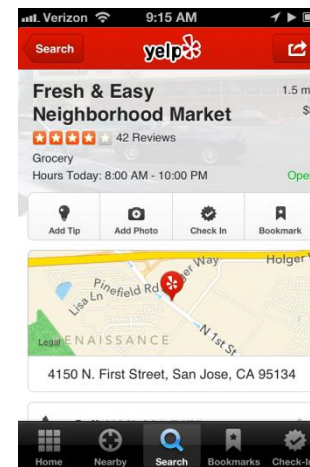 Verizon 9:15 AM
Search yelp
Fresh & Easy
Neighborhood Market
1.5 m
$
42 Reviews
Grocery
Hours Today: 8:00 AM - 10:00 PM
Ope
Add Tip Add Photo Check In Bookmark
Way Holger
Pinefield Rd
Lisa Ln
N 1st St
Legal ENAISSANCE
4150 N. First Street, San Jose, CA 95134
Home Nearby Search Bookmarks Check-In